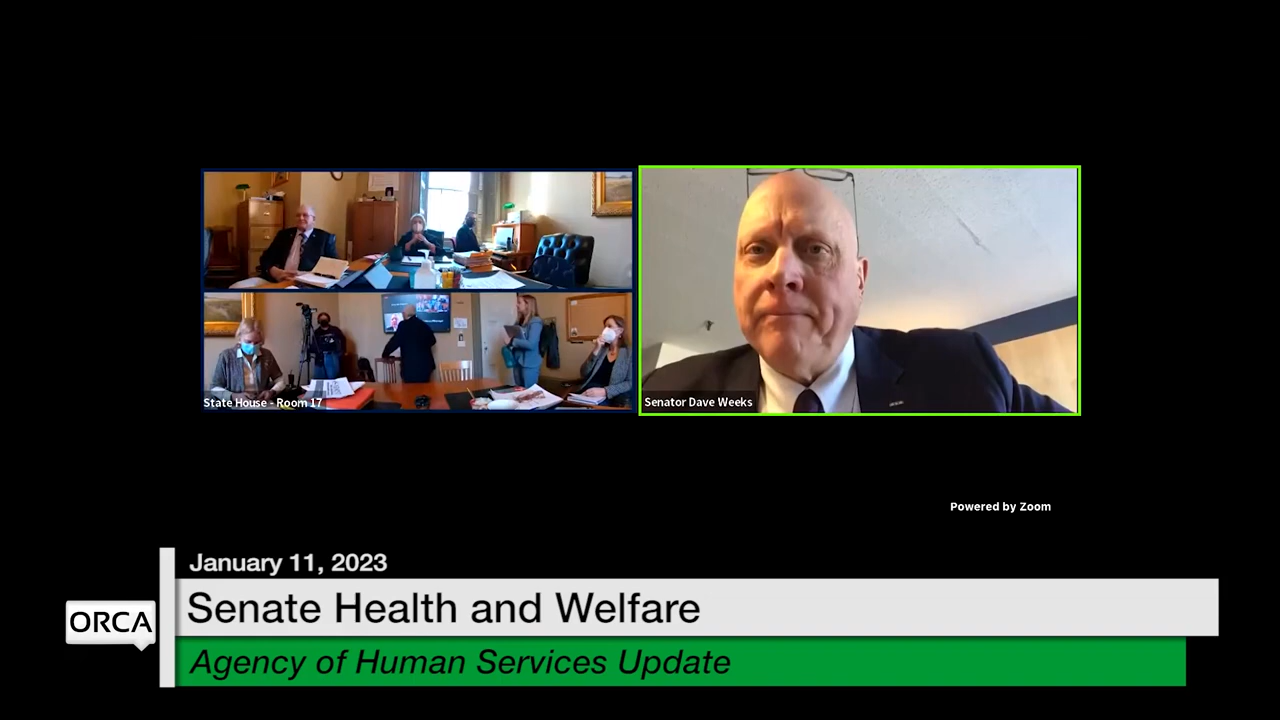 State House - Room 17
Senator Dave Weeks
Powered by Zoom
January 11, 2023
ORCA
Senate Health and Welfare
Agency of Human Services Update